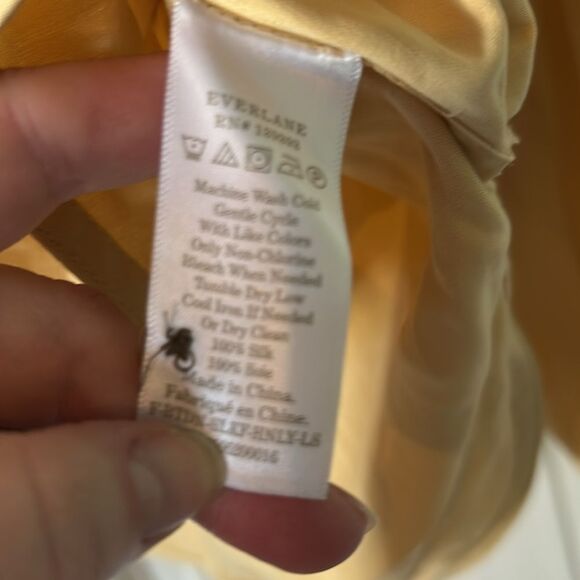 EVERLANE
RN#
Machine Wash Cold
Gentle Cycle
With Like Colors
Only Non-Chlorine
Bleach When Needed
Tumble Dry Low
Cool Iron If Needed
Or Dry Clean
100% Silk
100% Soie
Made in China.
Fabriqué en Chine.